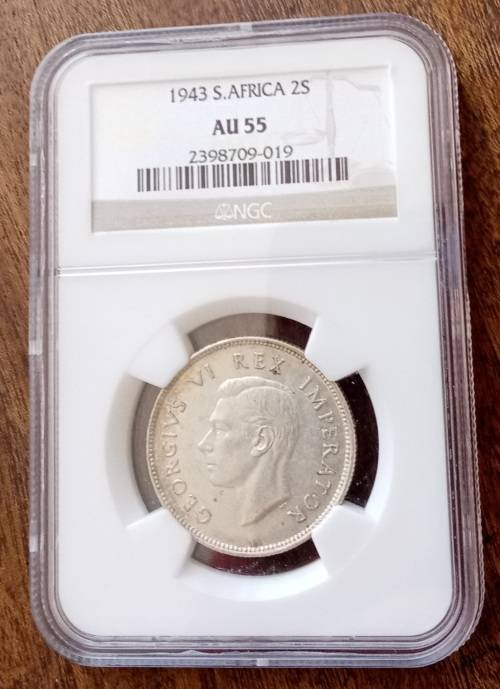 1943 S.AFRICA 2S
AU 55
2398709-019
NGC
GEORGIVS VI REX IMPERATOR